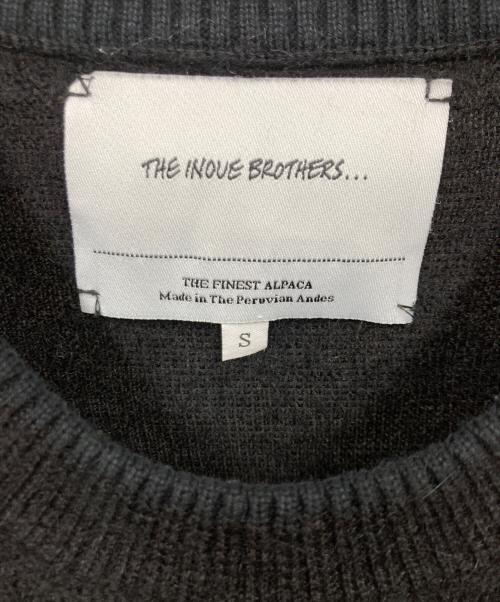 THE INOUE BROTHERS...
THE FINEST ALPACA
Made in The Peruvian Andes
S